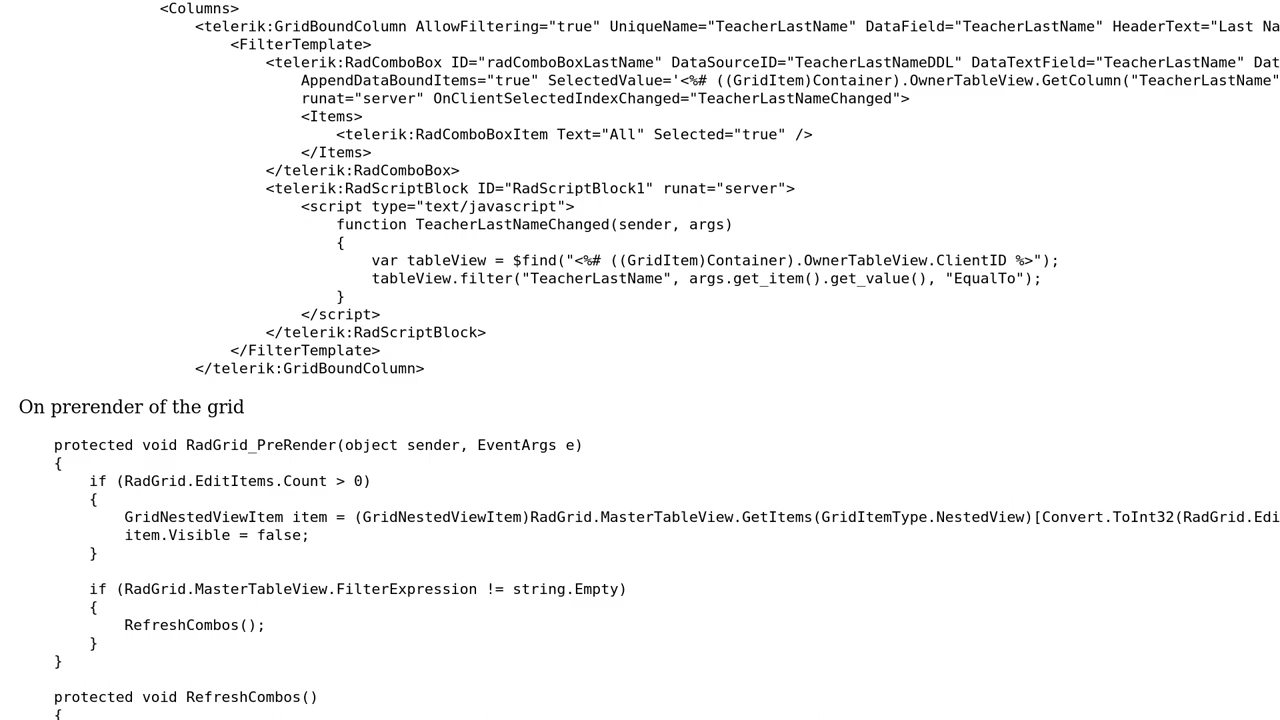 <Columns>
<telerik:GridBoundColumn AllowFiltering="true" UniqueName="TeacherLastName" DataField="TeacherLastName" HeaderText="Last Na
<FilterTemplate>
<telerik:RadComboBox ID="radComboBoxLastName" DataSourceID="TeacherLastNameDDL" DataTextField="TeacherLastName" Dat
AppendDataBoundItems="true" SelectedValue='<%# ((GridItem)Container).OwnerTableView.GetColumn("TeacherLastName"
runat="server" OnClientSelectedIndexChanged="TeacherLastNameChanged">
<Items>
<telerik:RadComboBoxItem Text="All" Selected="true" />
</Items>
</telerik:RadComboBox>
<telerik:RadScriptBlock ID="RadScriptBlock1" runat="server">
<script type="text/javascript">
function TeacherLastNameChanged(sender, args)
{
var tableView = $find("<%# ((GridItem)Container).OwnerTableView.ClientID %>");
tableView.filter("TeacherLastName", args.get_item().get_value(), "EqualTo");
}
</script>
</telerik:RadScriptBlock>
</FilterTemplate>
</telerik:GridBoundColumn>
On prerender of the grid
protected void RadGrid_PreRender(object sender, EventArgs e)
{
if (RadGrid.EditItems.Count > 0)
{
GridNestedViewItem item = (GridNestedViewItem)RadGrid.MasterTableView.GetItems(GridItemType.NestedView)[Convert.ToInt32(RadGrid.Edi
item.Visible = false;
}
if (RadGrid.MasterTableView.FilterExpression != string.Empty)
{
RefreshCombos();
}
}
protected void RefreshCombos()
{